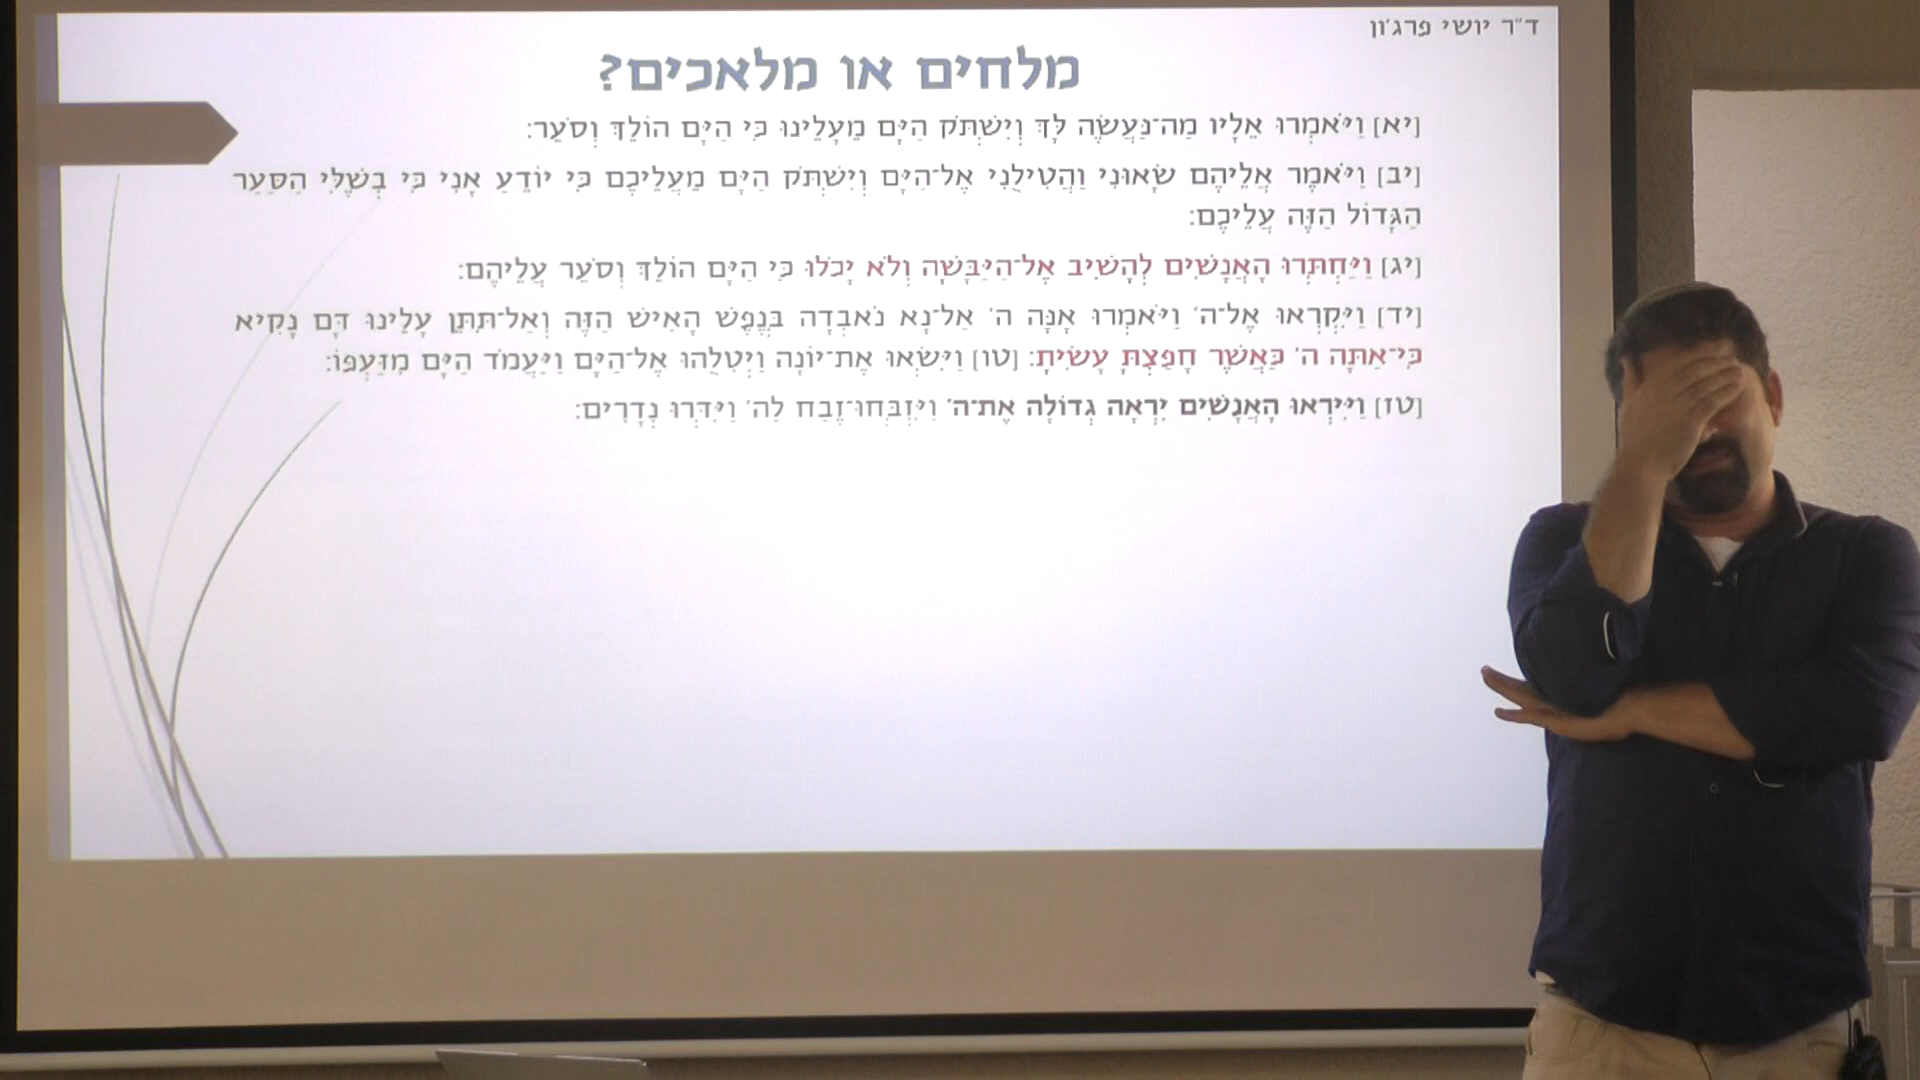 ד״ר יושי פרג׳ון
מלחים או מלאכים?
[יא] וַיֹּאמְרוּ אֵלָיו מַה־נַּעֲשֶׂה לָּךְ וְיִשְׁתֹּק הַיָּם מֵעָלֵינוּ כִּי הַיָּם הוֹלֵךְ וְסֹעֵר:
[יב] וַיֹּאמֶר אֲלֵיהֶם שָׂאוּנִי וַהֲטִילֻנִי אֶל־הַיָּם וְיִשְׁתֹּק הַיָּם מֵעֲלֵיכֶם כִּי יוֹדֵעַ אָנִי כִּי בְשֶׁלִּי הַסַּעַר
הַגָּדוֹל הַזֶּה עֲלֵיכֶם:
[יג] וַיַּחְתְּרוּ הָאֲנָשִׁים לְהָשִׁיב אֶל־הַיַּבָּשָׁה וְלֹא יָכֹלוּ כִּי הַיָּם הוֹלֵךְ וְסֹעֵר עֲלֵיהֶם:
[יד] וַיִּקְרְאוּ אֶל־ה׳ וַיֹּאמְרוּ אָנָּה ה׳ אַל־נָא נֹאבְדָה בְּנֶפֶשׁ הָאִישׁ הַזֶּה וְאַל־תִּתֵּן עָלֵינוּ דָּם נָקִיא
כִּי־אַתָּה ה׳ כַּאֲשֶׁר חָפַצְתָּ עָשִׂיתָ: [טו] וַיִּשְׂאוּ אֶת־יוֹנָה וַיְטִלֻהוּ אֶל־הַיָּם וַיַּעֲמֹד הַיָּם מִזַּעְפּוֹ:
[טז] וַיִּירְאוּ הָאֲנָשִׁים יִרְאָה גְדוֹלָה אֶת־ה׳ וַיִּזְבְּחוּ־זֶבַח לַה׳ וַיִּדְּרוּ נְדָרִים: